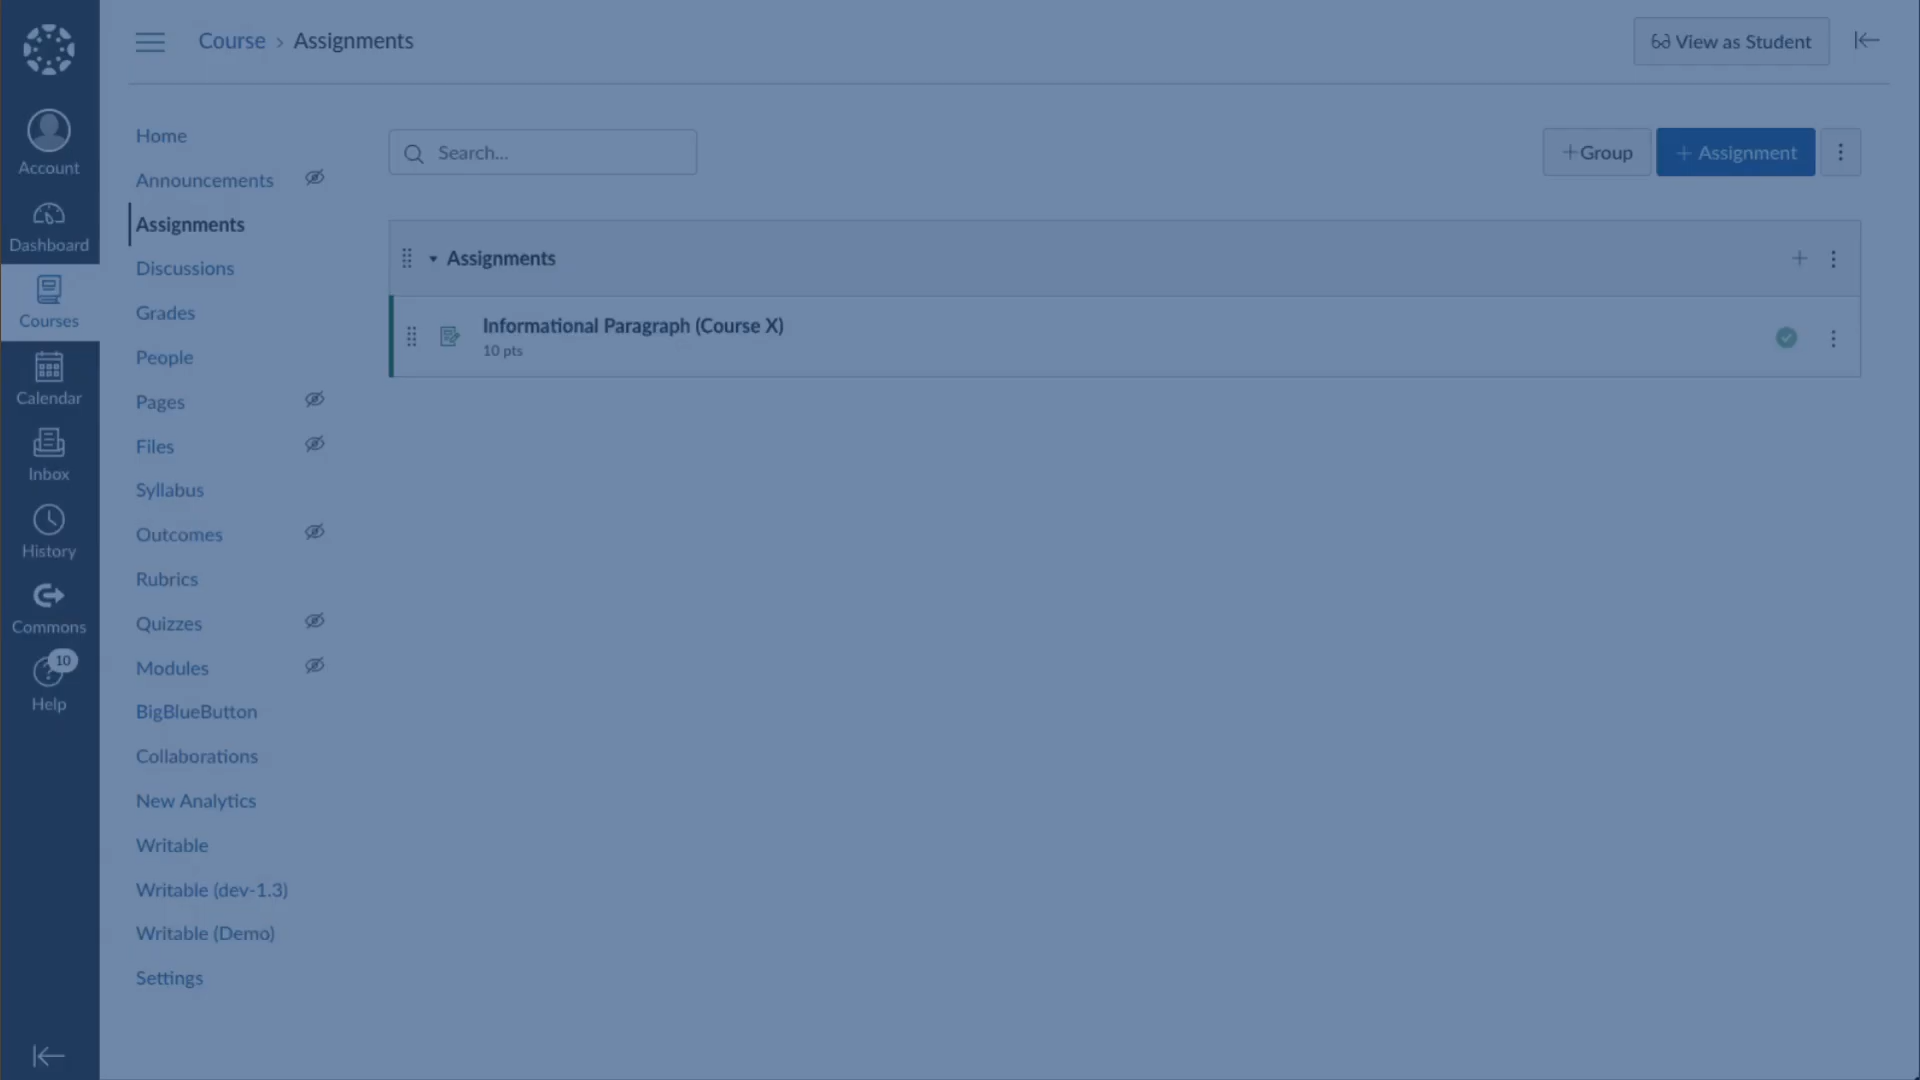 Course › Assignments
View as Student
Account
Dashboard
Courses
Calendar
Inbox
History
Commons
10
Help
Home
Announcements
Assignments
Discussions
Grades
People
Pages
Files
Syllabus
Outcomes
Rubrics
Quizzes
Modules
BigBlueButton
Collaborations
New Analytics
Writable
Writable (dev-1.3)
Writable (Demo)
Settings
Search...
+Group
+ Assignment
Assignments
Informational Paragraph (Course X)
10 pts